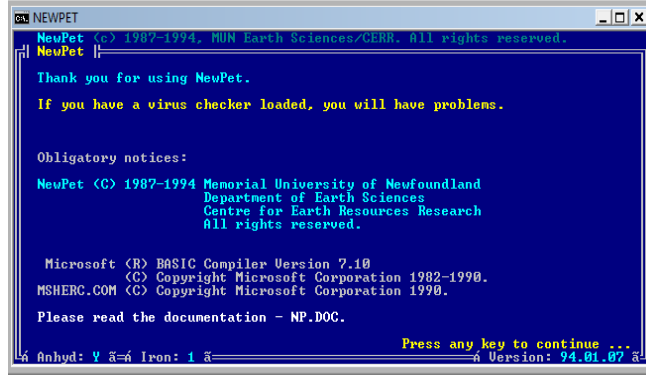 NEWPET
NewPet (c) 1987-1994, MUN Earth Sciences/CERR. All rights reserved.
NewPet
Thank you for using NewPet.
If you have a virus checker loaded, you will have problems.
Obligatory notices:
NewPet (C) 1987-1994 Memorial University of Newfoundland
Department of Earth Sciences
Centre for Earth Resources Research
All rights reserved.
Microsoft (R) BASIC Compiler Version 7.10
(C) Copyright Microsoft Corporation 1982-1990.
MSHERC.COM (C) Copyright Microsoft Corporation 1990.
Please read the documentation - NP.DOC.
Press any key to continue ...
á Anhyd: Y ã=á Iron: 1 ã á Version: 94.01.07 ã